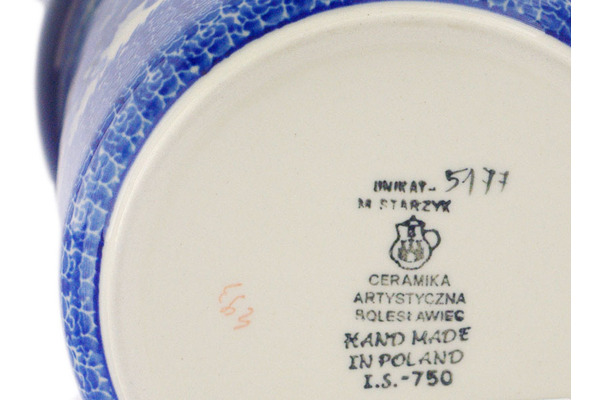 UNIKAT- 5177
M. STARZYK
CERAMIKA
ARTYSTYCZNA
BOLESŁAWIEC
HAND MADE
IN POLAND
I.S.-750